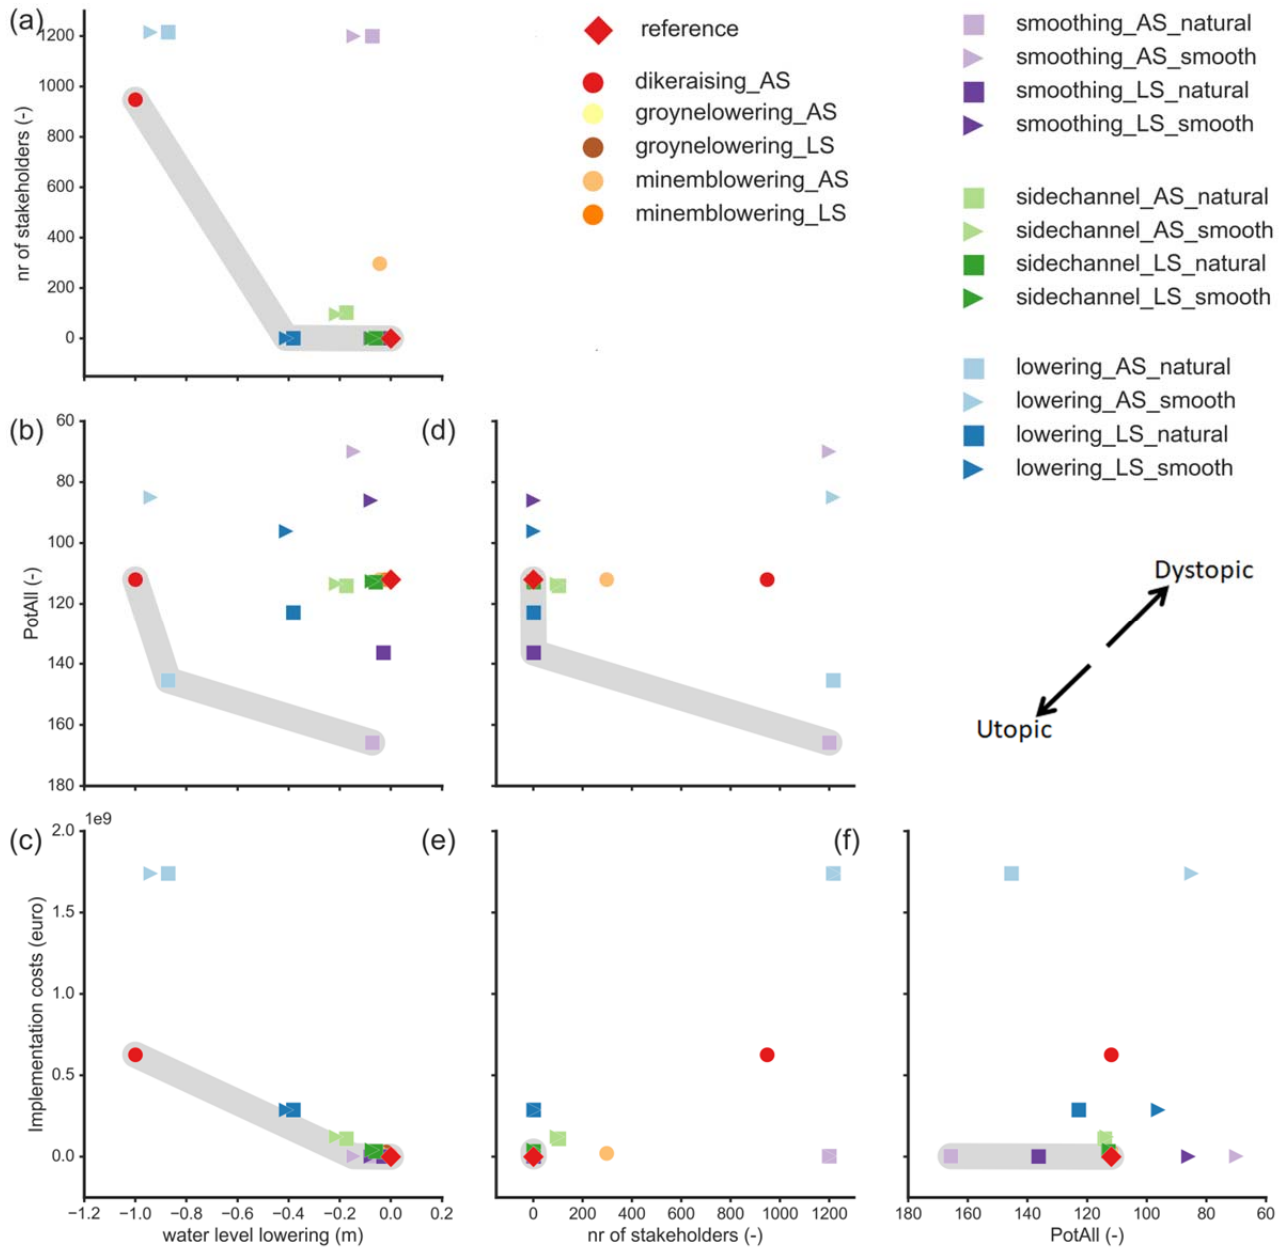 (a)
1200
1000
800
600
400
200
0
nr of stakeholders (-)
reference
dikeraising_AS
groynelowering_AS
groynelowering_LS
minemblowering_AS
minemblowering_LS
smoothing_AS_natural
smoothing_AS_smooth
smoothing_LS_natural
smoothing_LS_smooth
sidechannel_AS_natural
sidechannel_AS_smooth
sidechannel_LS_natural
sidechannel_LS_smooth
lowering_AS_natural
lowering_AS_smooth
lowering_LS_natural
lowering_LS_smooth
(b)
60
80
100
120
140
160
180
PotAll (-)
(d)
Dystopic
Utopic
(c)
1e9
2.0
1.5
1.0
0.5
0.0
Implementation costs (euro)
−1.2 −1.0 −0.8 −0.6 −0.4 −0.2 0.0 0.2
water level lowering (m)
(e)
0 200 400 600 800 1000 1200
nr of stakeholders (-)
(f)
180 160 140 120 100 80 60
PotAll (-)